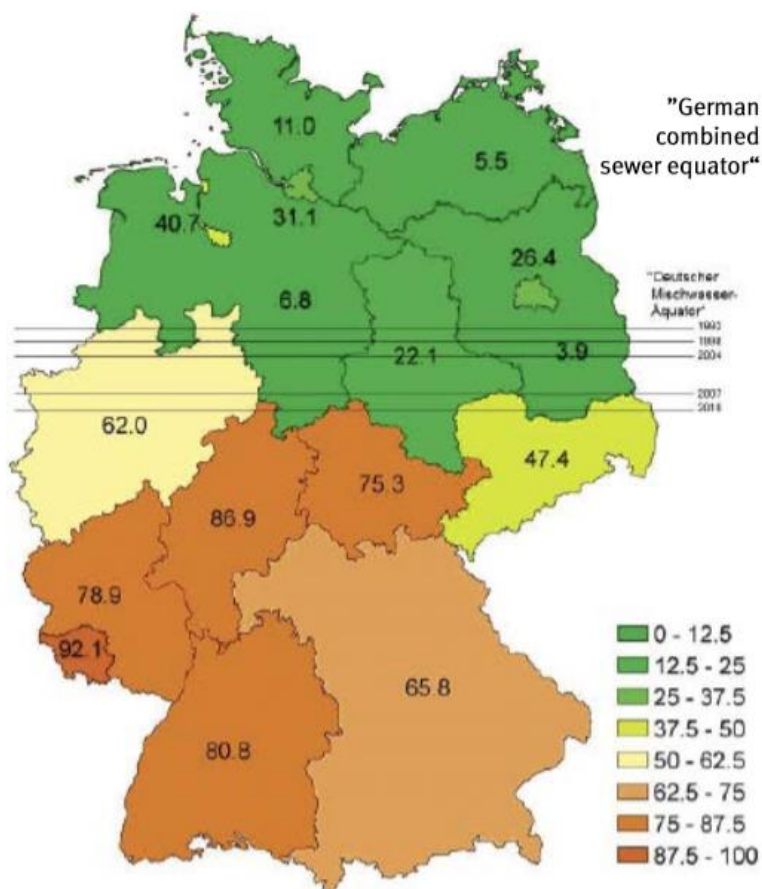 "German
combined
sewer equator“
11.0
5.5
40.7
31.1
26.4
"Deutscher
Mischwasser-
Äquator"
6.8
1993
1998
2004
22.1
3.9
2007
2016
62.0
47.4
75.3
86.9
78.9
92.1
65.8
80.8
0 - 12.5
12.5 - 25
25 - 37.5
37.5 - 50
50 - 62.5
62.5 - 75
75 - 87.5
87.5 - 100